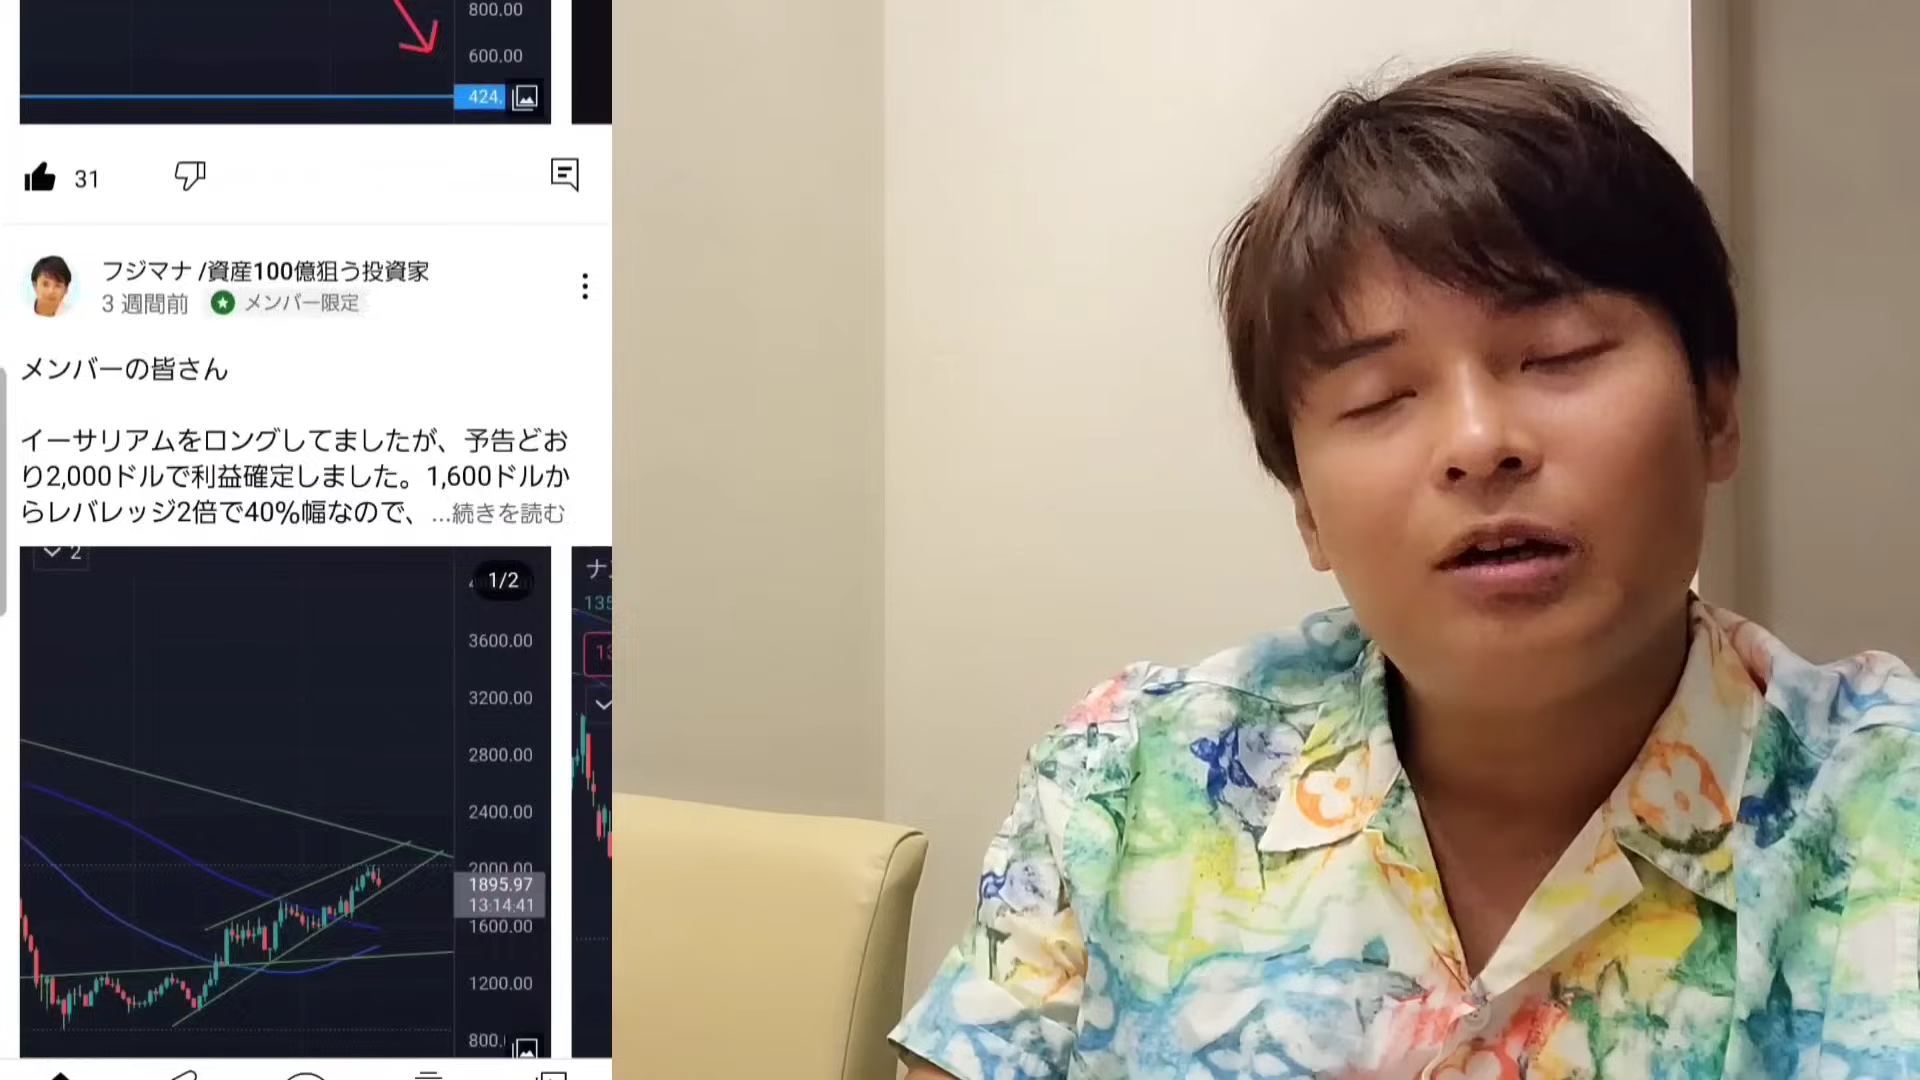 800.00
600.00
424.
31
フジマナ /資産100億狙う投資家
3 週間前 メンバー限定
メンバーの皆さん
イーサリアムをロングしてましたが、予告どお
り2,000ドルで利益確定しました。1,600ドルか
らレバレッジ2倍で40%幅なので、 ...続きを読む
2
1/2
3600.00
3200.00
2800.00
2400.00
2000.00
1895.97
13:14:41
1600.00
1200.00
800.
ナ
135
13